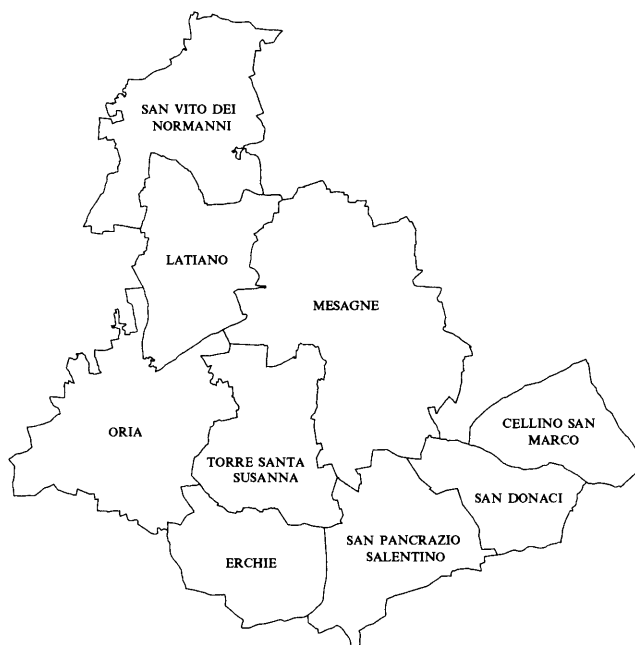 SAN VITO DEI
NORMANNI
LATIANO
MESAGNE
ORIA
CELLINO SAN
MARCO
TORRE SANTA
SUSANNA
SAN DONACI
SAN PANCRAZIO
SALENTINO
ERCHIE